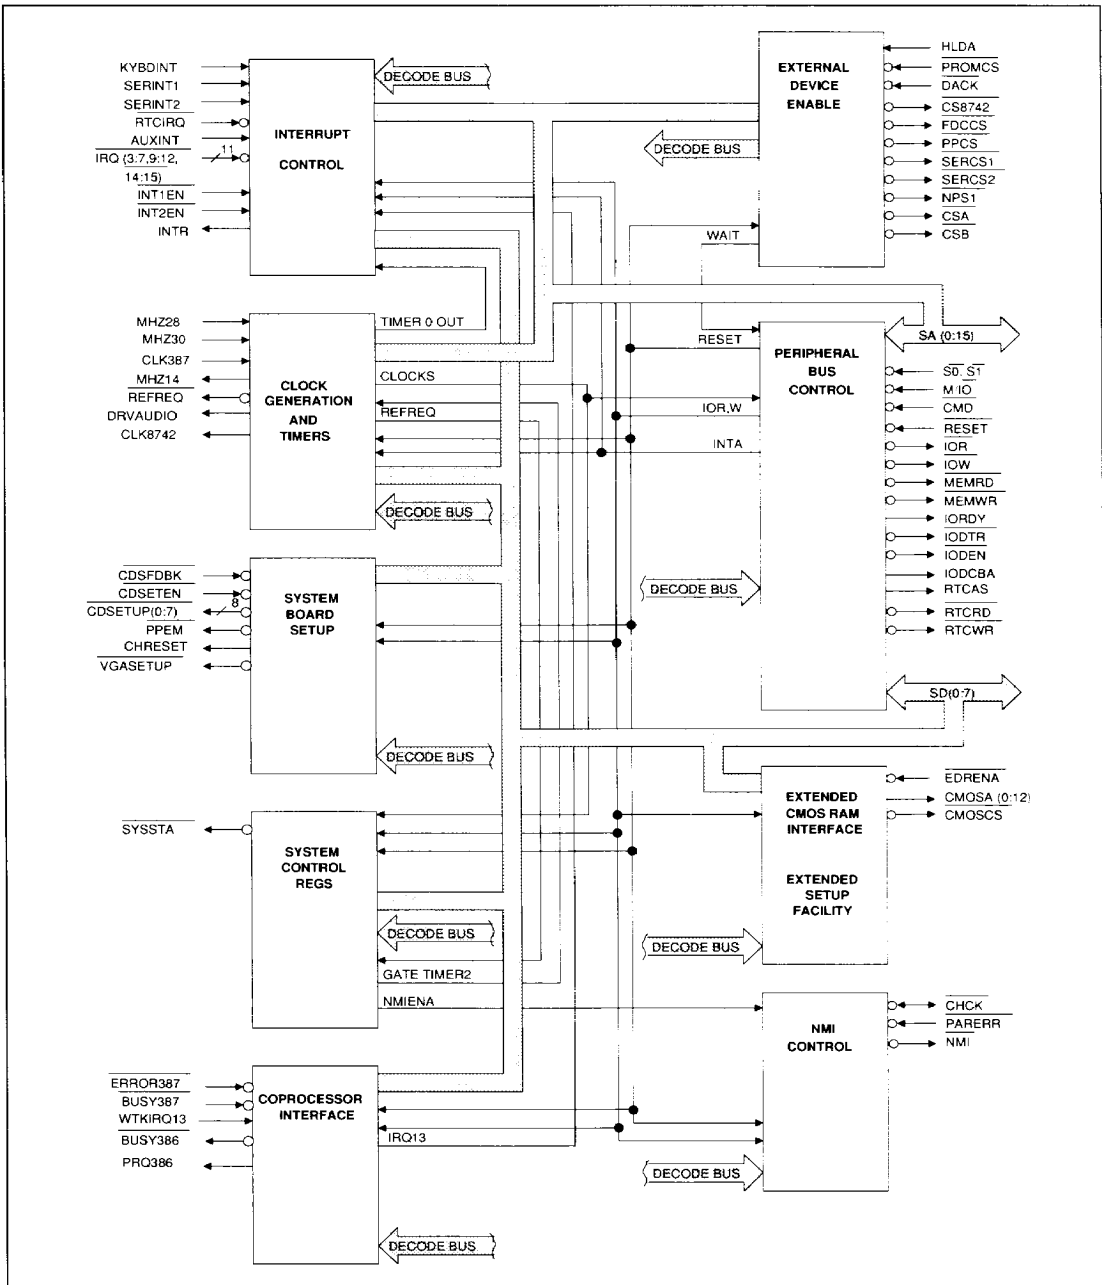 KYBDINT
SERINT1
SERINT2
RTCIRQ
AUXINT
IRQ (3:7,9:12,
14:15)
11
INT1EN
INT2EN
INTR
INTERRUPT
CONTROL
DECODE BUS
EXTERNAL
DEVICE
ENABLE
DECODE BUS
WAIT
HLDA
PROMCS
DACK
CS8742
FDCCS
PPCS
SERCS1
SERCS2
NPS1
CSA
CSB
MHZ28
MHZ30
CLK387
MHZ14
REFREQ
DRVAUDIO
CLK8742
CLOCK
GENERATION
AND
TIMERS
TIMER 0 OUT
CLOCKS
REFREQ
DECODE BUS
RESET
IOR,W
INTA
PERIPHERAL
BUS
CONTROL
DECODE BUS
SA (0:15)
S0, S1
M/IO
CMD
RESET
IOR
IOW
MEMRD
MEMWR
IORDY
IODTR
IODEN
IODCBA
RTCAS
RTCRD
RTCWR
SD(0:7)
CDSFDBK
CDSETEN
CDSETUP(0:7)
8
PPEM
CHRESET
VGASETUP
SYSTEM
BOARD
SETUP
DECODE BUS
EXTENDED
CMOS RAM
INTERFACE
EXTENDED
SETUP
FACILITY
DECODE BUS
EDRENA
CMOSA (0:12)
CMOSCS
SYSSTA
SYSTEM
CONTROL
REGS
DECODE BUS
GATE TIMER2
NMIENA
NMI
CONTROL
DECODE BUS
CHCK
PARERR
NMI
ERROR387
BUSY387
WTKIRQ13
BUSY386
PRQ386
COPROCESSOR
INTERFACE
IRQ13
DECODE BUS